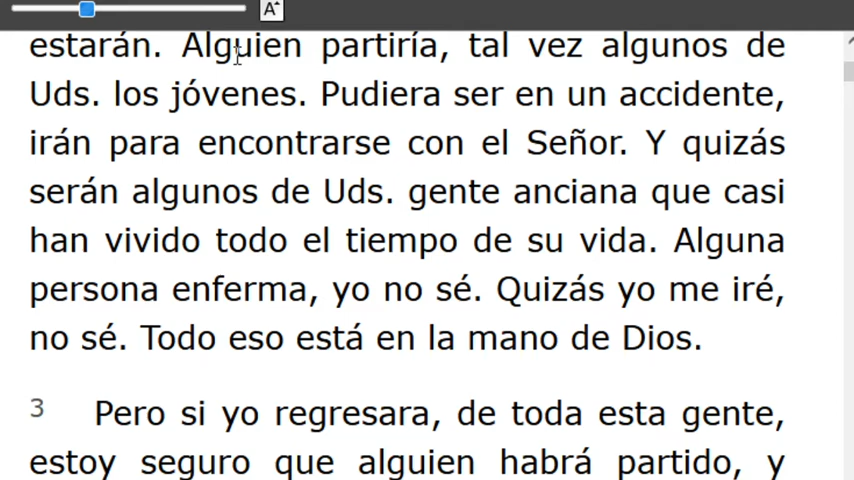 A
estarán. Alguien partiría, tal vez algunos de
Uds. los jóvenes. Pudiera ser en un accidente,
irán para encontrarse con el Señor. Y quizás
serán algunos de Uds. gente anciana que casi
han vivido todo el tiempo de su vida. Alguna
persona enferma, yo no sé. Quizás yo me iré,
no sé. Todo eso está en la mano de Dios.
3 Pero si yo regresara, de toda esta gente,
estoy seguro que alguien habrá partido, y